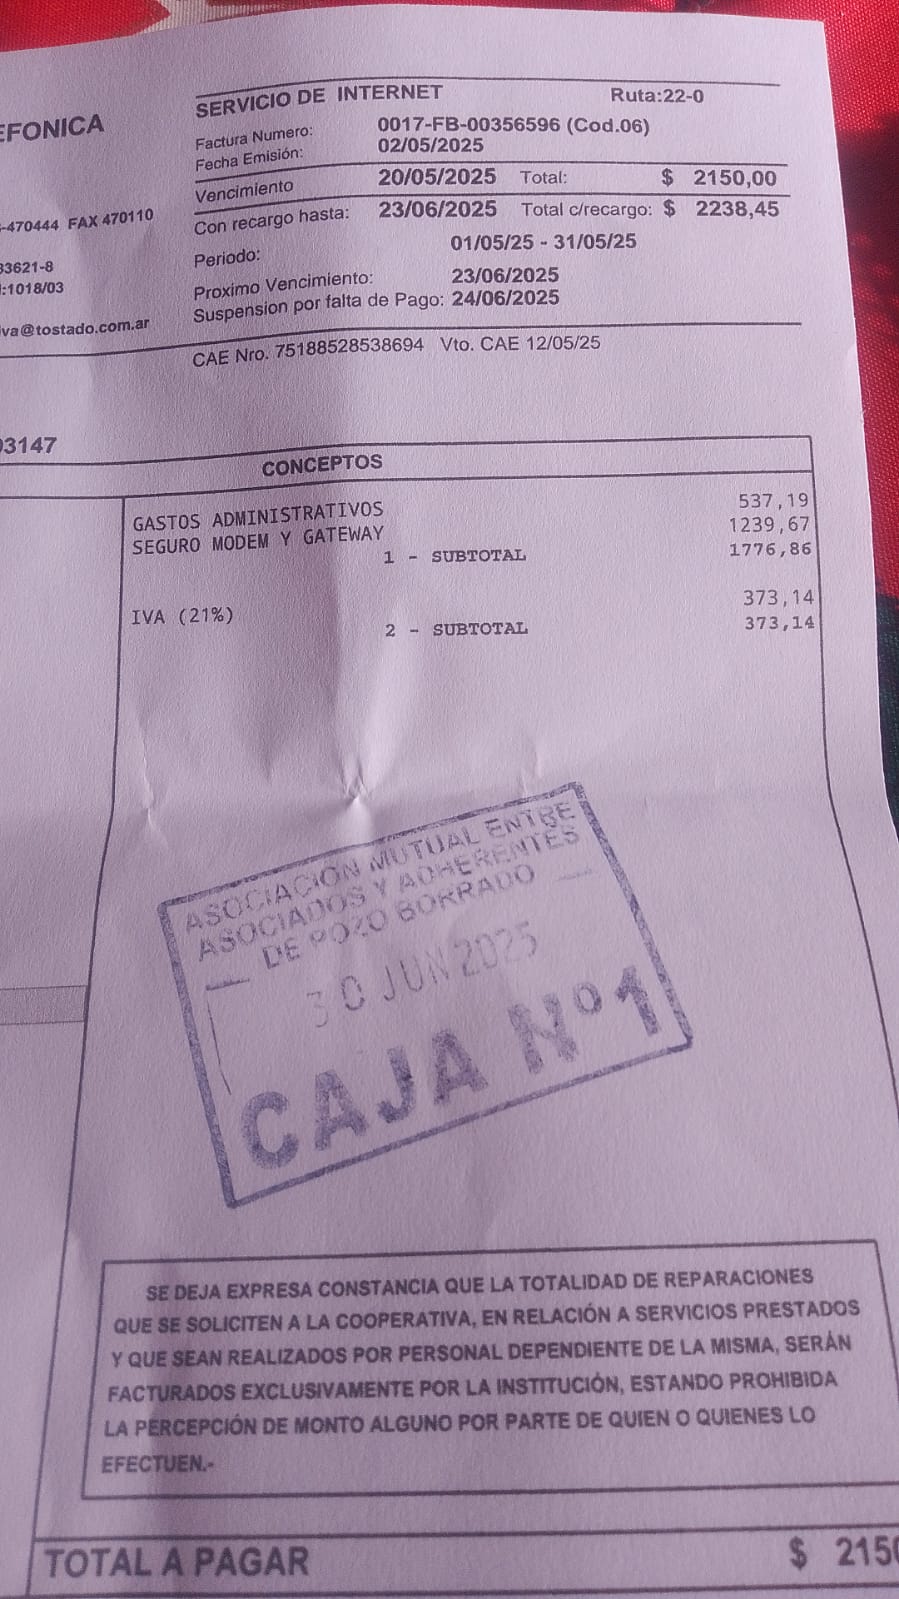 EFONICA
-470444 FAX 470110
33621-8
:1018/03
iva@tostado.com.ar
SERVICIO DE INTERNET Ruta:22-0
Factura Numero: 0017-FB-00356596 (Cod.06)
Fecha Emisión: 02/05/2025
Vencimiento 20/05/2025 Total: $ 2150,00
Con recargo hasta: 23/06/2025 Total c/recargo: $ 2238,45
Periodo: 01/05/25 - 31/05/25
Proximo Vencimiento: 23/06/2025
Suspension por falta de Pago: 24/06/2025
CAE Nro. 75188528538694 Vto. CAE 12/05/25
03147
CONCEPTOS
GASTOS ADMINISTRATIVOS 537,19
SEGURO MODEM Y GATEWAY 1239,67
1 - SUBTOTAL 1776,86
IVA (21%) 373,14
2 - SUBTOTAL 373,14
ASOCIACIÓN MUTUAL ENTRE
ASOCIADOS Y ADHERENTES
DE POZO BORRADO
30 JUN 2025
CAJA Nº 1
SE DEJA EXPRESA CONSTANCIA QUE LA TOTALIDAD DE REPARACIONES
QUE SE SOLICITEN A LA COOPERATIVA, EN RELACIÓN A SERVICIOS PRESTADOS
Y QUE SEAN REALIZADOS POR PERSONAL DEPENDIENTE DE LA MISMA, SERÁN
FACTURADOS EXCLUSIVAMENTE POR LA INSTITUCIÓN, ESTANDO PROHIBIDA
LA PERCEPCIÓN DE MONTO ALGUNO POR PARTE DE QUIEN O QUIENES LO
EFECTUEN.-
TOTAL A PAGAR $ 2150